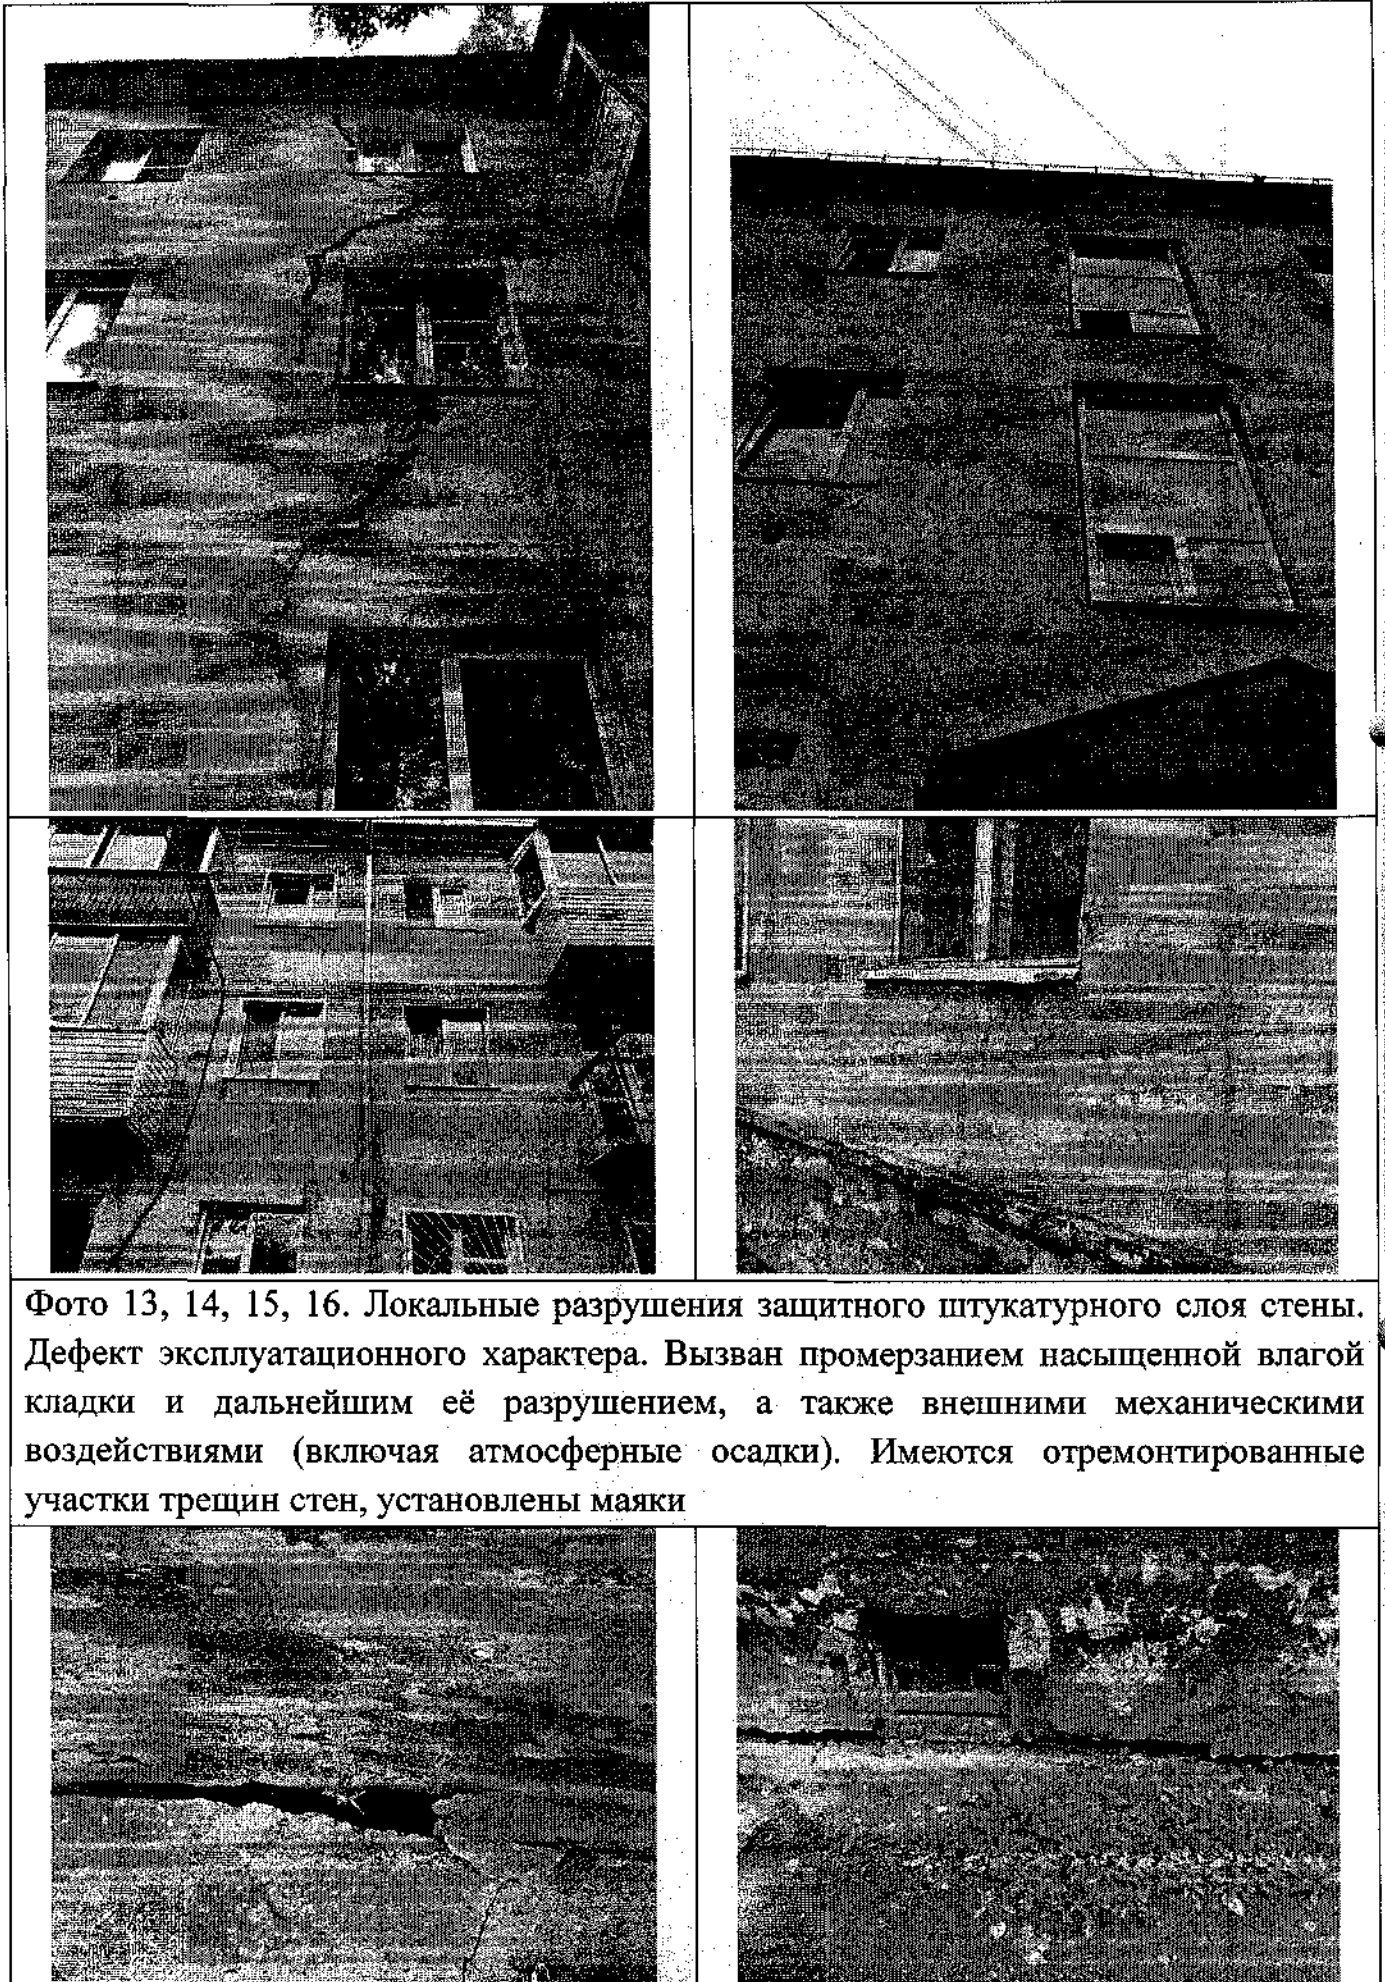 Фото 13, 14, 15, 16. Локальные разрушения защитного штукатурного слоя стены.
Дефект эксплуатационного характера. Вызван промерзанием насыщенной влагой
кладки и дальнейшим её разрушением, а также внешними механическими
воздействиями (включая атмосферные осадки). Имеются отремонтированные
участки трещин стен, установлены маяки